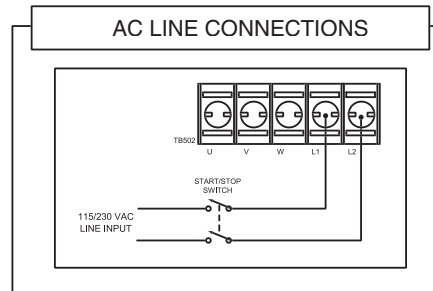 AC LINE CONNECTIONS
TB502
U V W L1 L2
START/STOP
SWITCH
115/230 VAC
LINE INPUT